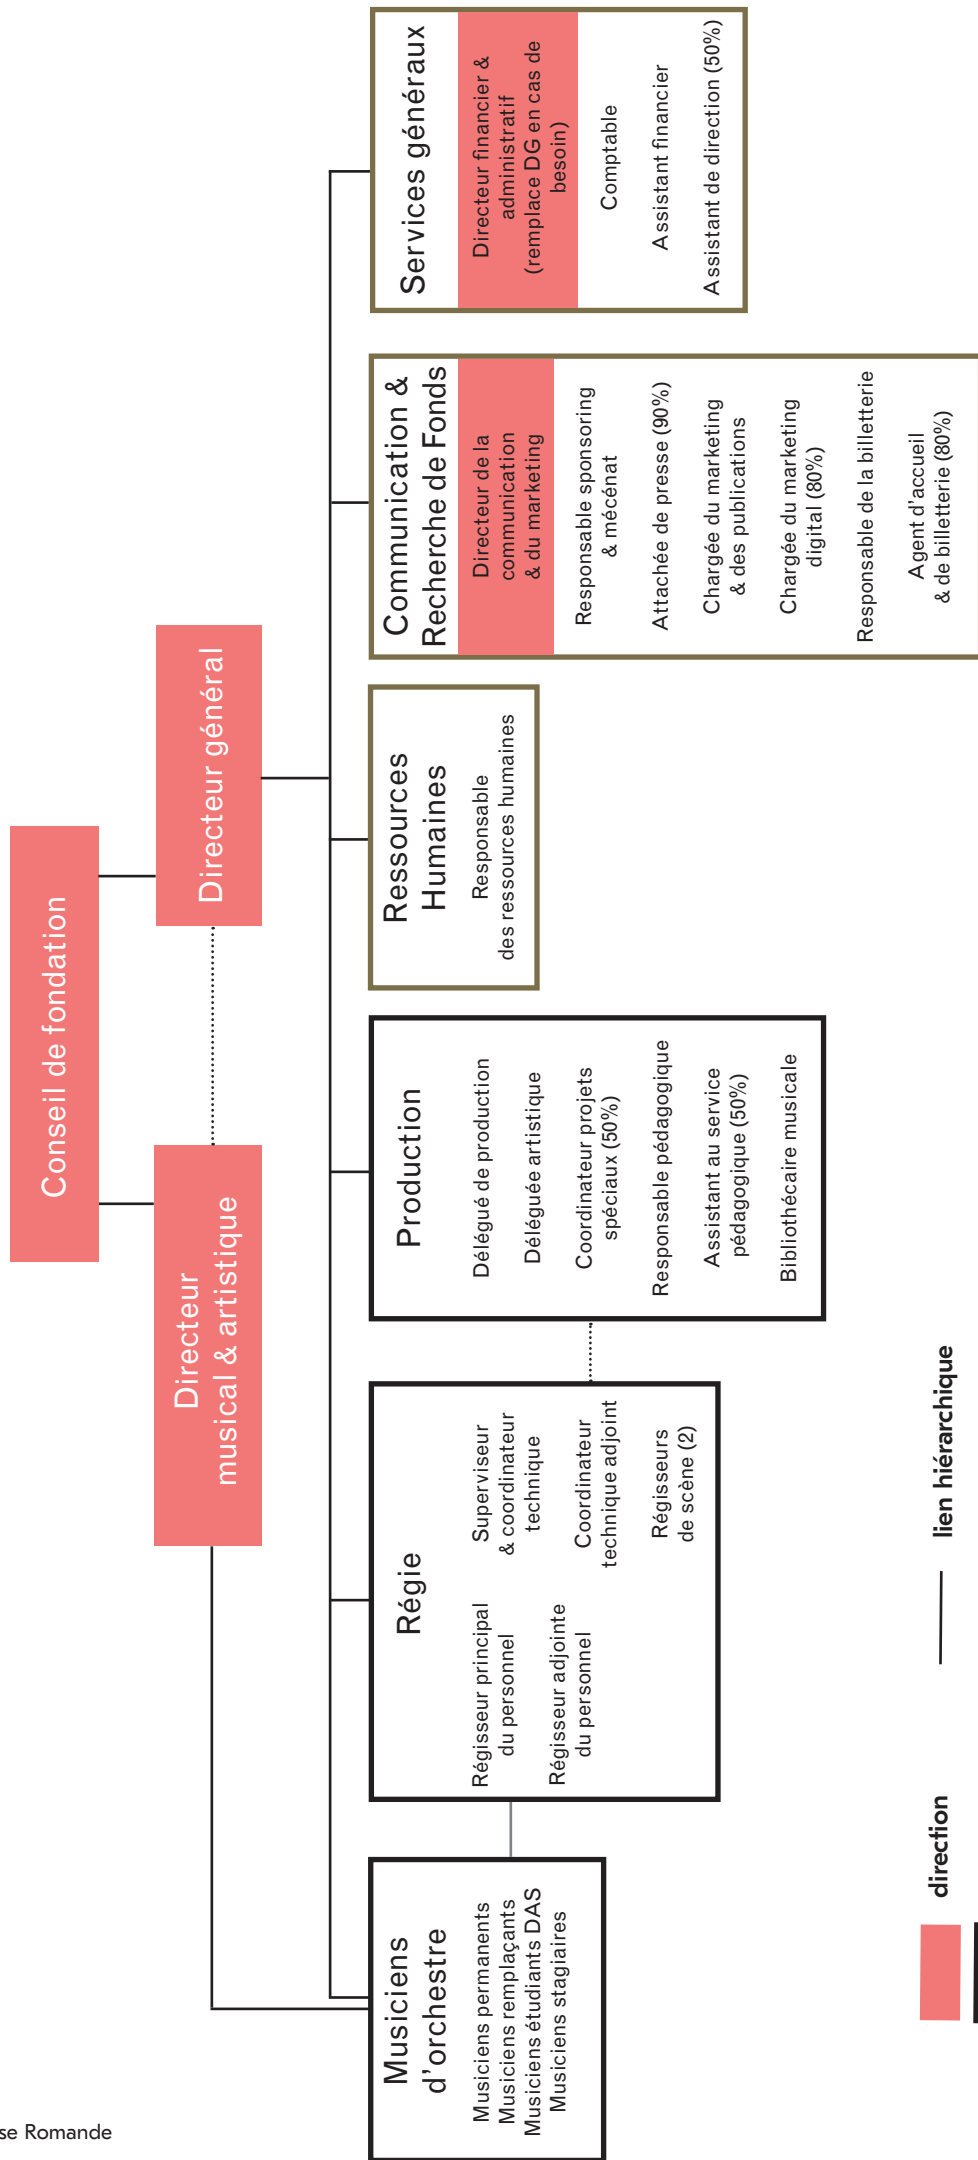 Conseil de fondation
Directeur
musical & artistique
Directeur général
Musiciens
d'orchestre
Musiciens permanents
Musiciens remplaçants
Musiciens étudiants DAS
Musiciens stagiaires
Régie
Régisseur principal
du personnel
Régisseur adjointe
du personnel
Superviseur
& coordinateur
technique
Coordinateur
technique adjoint
Régisseurs
de scène (2)
Production
Délégué de production
Déléguée artistique
Coordinateur projets
spéciaux (50%)
Responsable pédagogique
Assistant au service
pédagogique (50%)
Bibliothécaire musicale
Ressources
Humaines
Responsable
des ressources humaines
Communication &
Recherche de Fonds
Directeur de la
communication
& du marketing
Responsable sponsoring
& mécénat
Attachée de presse (90%)
Chargée du marketing
& des publications
Chargée du marketing
digital (80%)
Responsable de la billetterie
Agent d'accueil
& de billetterie (80%)
Services généraux
Directeur financier &
administratif
(remplace DG en cas de
besoin)
Comptable
Assistant financier
Assistant de direction (50%)
direction
lien hiérarchique
se Romande